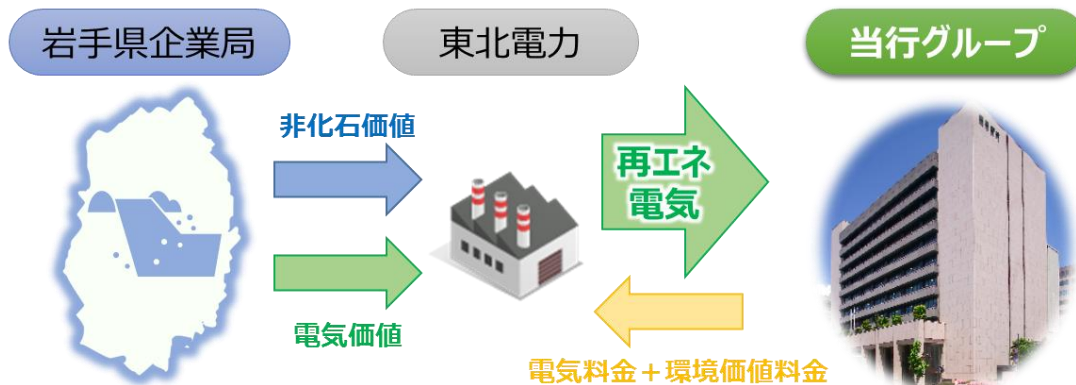 岩手県企業局
東北電力
当行グループ
非化石価値
再エネ
電気
電気価値
電気料金＋環境価値料金